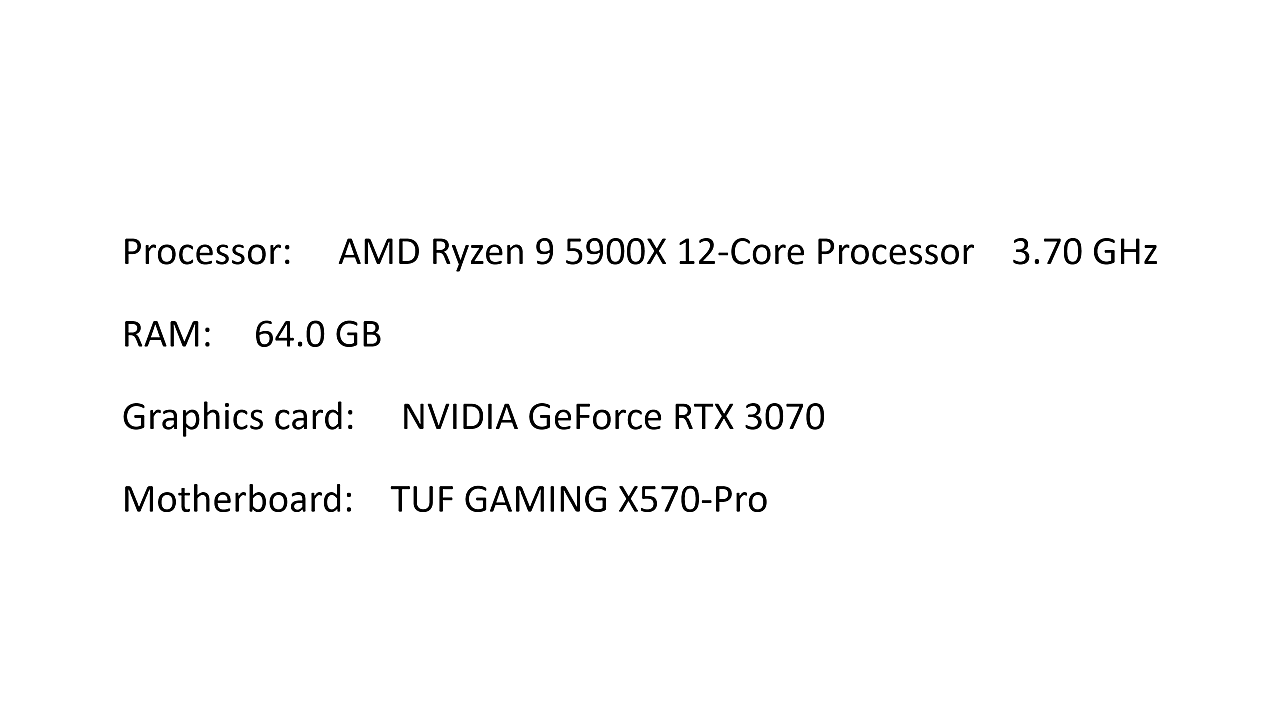 Processor: AMD Ryzen 9 5900X 12-Core Processor 3.70 GHz
RAM: 64.0 GB
Graphics card: NVIDIA GeForce RTX 3070
Motherboard: TUF GAMING X570-Pro